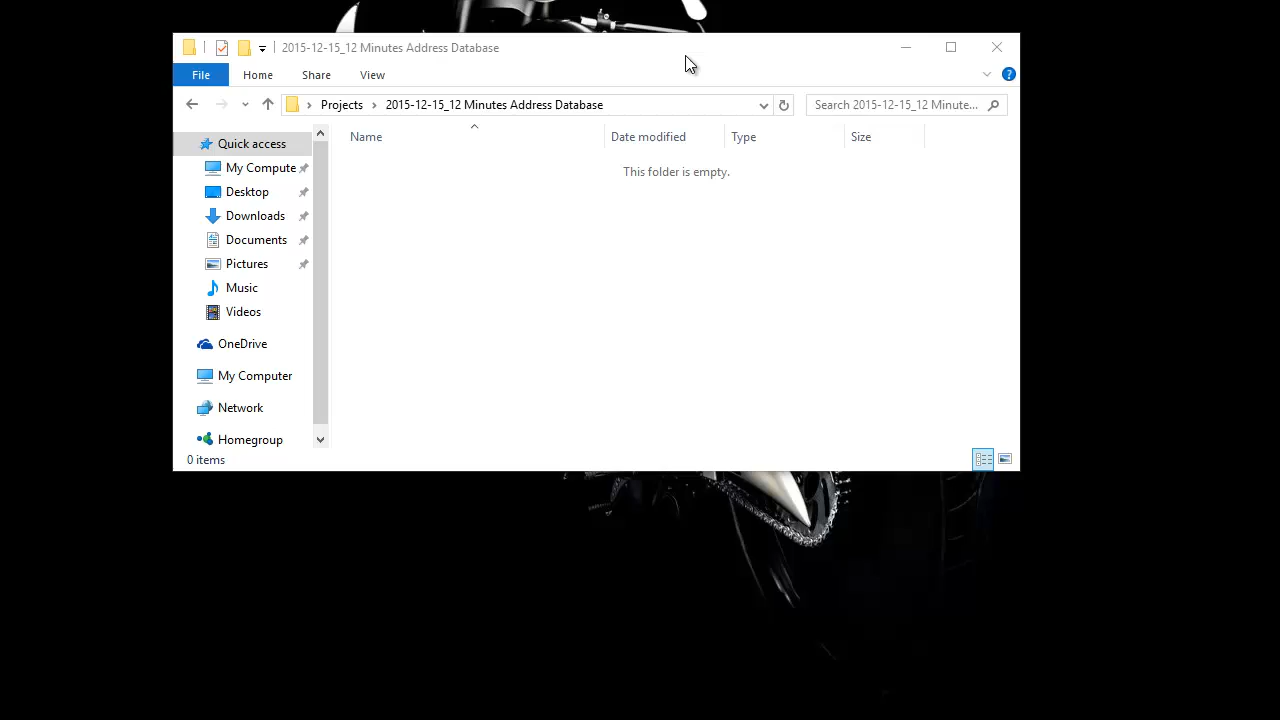 2015-12-15_12 Minutes Address Database
File Home Share View
Projects 2015-12-15_12 Minutes Address Database
Search 2015-12-15_12 Minute...
Name Date modified Type Size
This folder is empty.
Quick access
My Compute
Desktop
Downloads
Documents
Pictures
Music
Videos
OneDrive
My Computer
Network
Homegroup
0 items